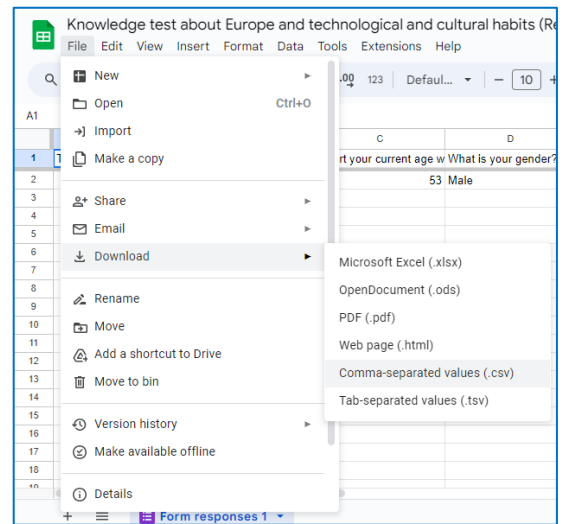 Knowledge test about Europe and technological and cultural habits (Re
File Edit View Insert Format Data Tools Extensions Help
.00 123 Defaul... 10 +
A1
C D
1 T rt your current age w What is your gender?
2 53 Male
3
4
5
6
7
8
9
10
11
12
13
14
15
16
17
18
19
New
Open Ctrl+O
Import
Make a copy
Share
Email
Download
Rename
Move
Add a shortcut to Drive
Move to bin
Version history
Make available offline
Details
Microsoft Excel (.xlsx)
OpenDocument (.ods)
PDF (.pdf)
Web page (.html)
Comma-separated values (.csv)
Tab-separated values (.tsv)
Form responses 1